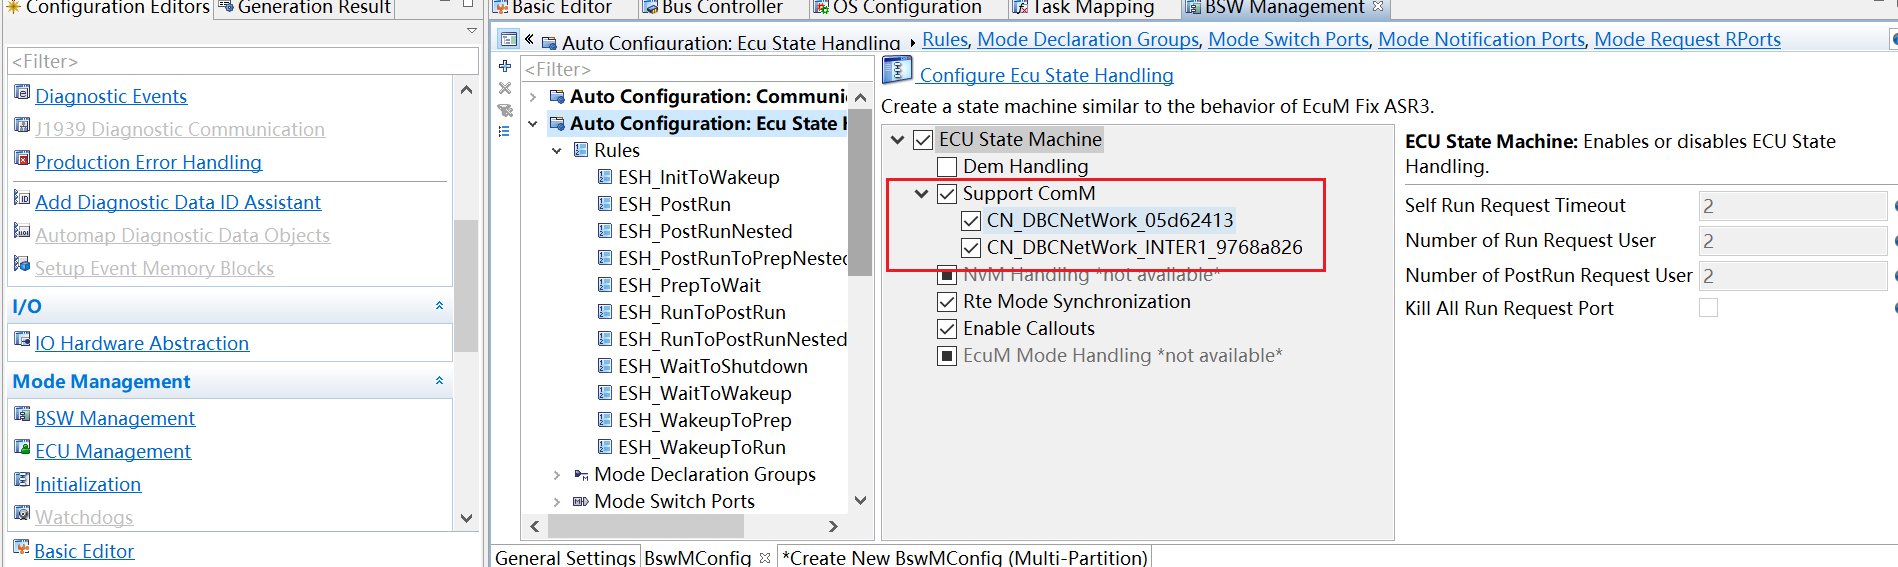 Configuration Editors
Generation Result
<Filter>
Diagnostic Events
J1939 Diagnostic Communication
Production Error Handling
Add Diagnostic Data ID Assistant
Automap Diagnostic Data Objects
Setup Event Memory Blocks
I/O
IO Hardware Abstraction
Mode Management
BSW Management
ECU Management
Initialization
Watchdogs
Basic Editor
Basic Editor
Bus Controller
OS Configuration
Task Mapping
BSW Management
« Auto Configuration: Ecu State Handling
Rules, Mode Declaration Groups, Mode Switch Ports, Mode Notification Ports, Mode Request RPorts
<Filter>
Auto Configuration: Communi
Auto Configuration: Ecu State H
Rules
ESH_InitToWakeup
ESH_PostRun
ESH_PostRunNested
ESH_PostRunToPrepNested
ESH_PrepToWait
ESH_RunToPostRun
ESH_RunToPostRunNested
ESH_WaitToShutdown
ESH_WaitToWakeup
ESH_WakeupToPrep
ESH_WakeupToRun
Mode Declaration Groups
Mode Switch Ports
Configure Ecu State Handling
Create a state machine similar to the behavior of EcuM Fix ASR3.
ECU State Machine
Dem Handling
Support ComM
CN_DBCNetWork_05d62413
CN_DBCNetWork_INTER1_9768a826
NvM Handling *not available*
Rte Mode Synchronization
Enable Callouts
EcuM Mode Handling *not available*
ECU State Machine: Enables or disables ECU State
Handling.
Self Run Request Timeout 2
Number of Run Request User 2
Number of PostRun Request User 2
Kill All Run Request Port
General Settings
BswMConfig
*Create New BswMConfig (Multi-Partition)